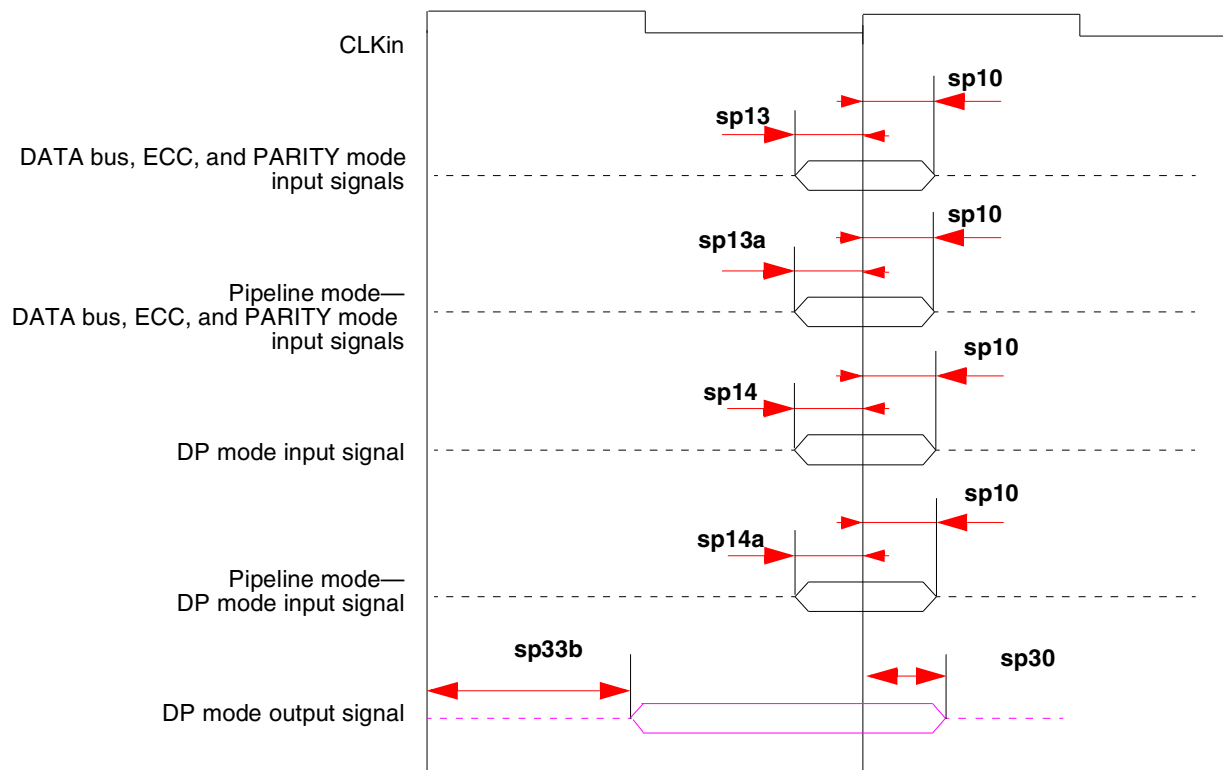 CLKin
sp10
sp13
DATA bus, ECC, and PARITY mode
input signals
sp10
sp13a
Pipeline mode—
DATA bus, ECC, and PARITY mode
input signals
sp10
sp14
DP mode input signal
sp10
sp14a
Pipeline mode—
DP mode input signal
sp33b
sp30
DP mode output signal